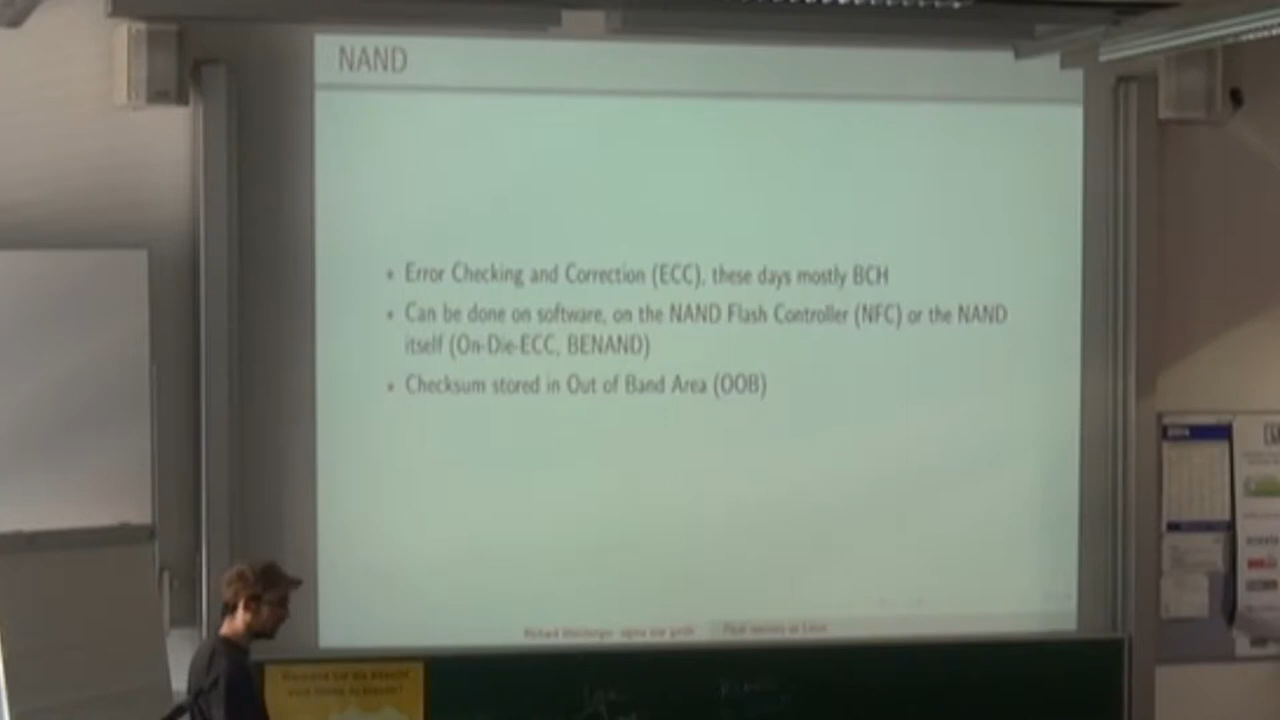 NAND
• Error Checking and Correction (ECC), these days mostly BCH
• Can be done on software, on the NAND Flash Controller (NFC) or the NAND
itself (On-Die-ECC, BENAND)
• Checksum stored in Out of Band Area (OOB)